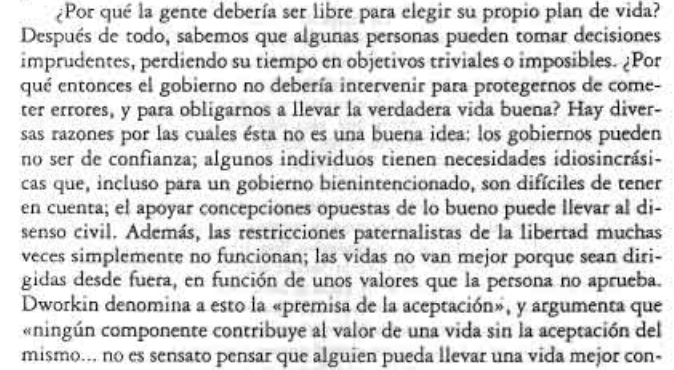 ¿Por qué la gente debería ser libre para elegir su propio plan de vida?
Después de todo, sabemos que algunas personas pueden tomar decisiones
imprudentes, perdiendo su tiempo en objetivos triviales o imposibles. ¿Por
qué entonces el gobierno no debería intervenir para protegernos de come-
ter errores, y para obligarnos a llevar la verdadera vida buena? Hay diver-
sas razones por las cuales ésta no es una buena idea: los gobiernos pueden
no ser de confianza; algunos individuos tienen necesidades idiosincrási-
cas que, incluso para un gobierno bienintencionado, son difíciles de tener
en cuenta; el apoyar concepciones opuestas de lo bueno puede llevar al di-
senso civil. Además, las restricciones paternalistas de la libertad muchas
veces simplemente no funcionan; las vidas no van mejor porque sean diri-
gidas desde fuera, en función de unos valores que la persona no aprueba.
Dworkin denomina a esto la «premisa de la aceptación», y argumenta que
«ningún componente contribuye al valor de una vida sin la aceptación del
mismo... no es sensato pensar que alguien pueda llevar una vida mejor con-